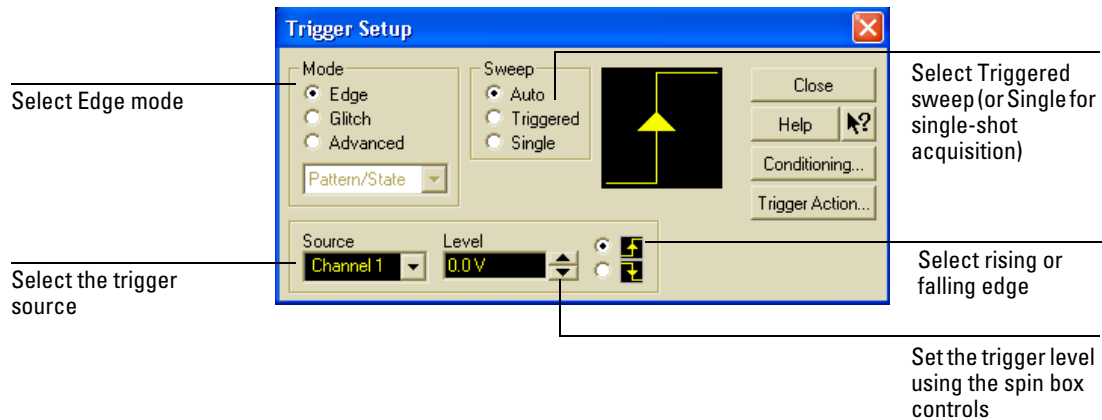 Trigger Setup
Mode
Edge
Glitch
Advanced
Pattern/State
Sweep
Auto
Triggered
Single
Close
Help
?
Conditioning...
Trigger Action...
Source
Channel 1
Level
0.0 V
Select Edge mode
Select the trigger
source
Select Triggered
sweep (or Single for
single-shot
acquisition)
Select rising or
falling edge
Set the trigger level
using the spin box
controls